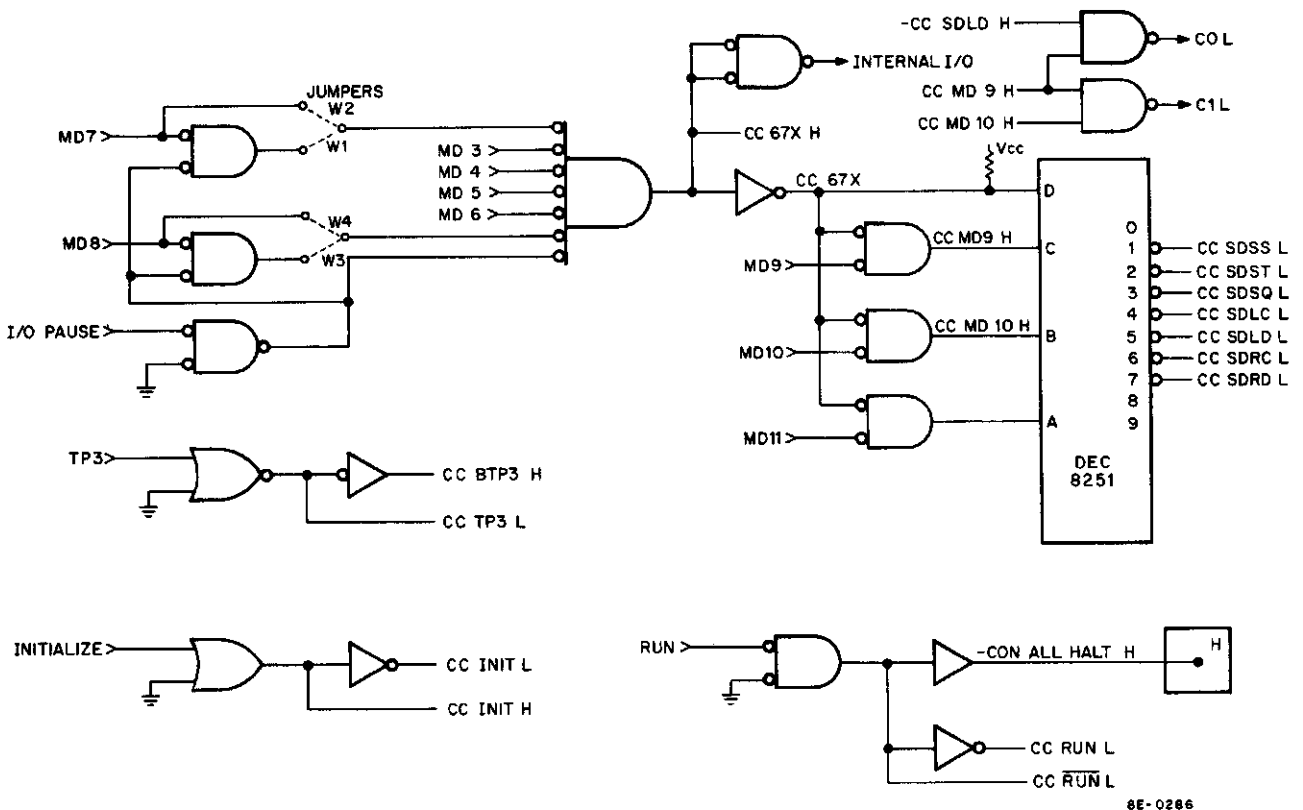 -CC SDLD H
C0 L
INTERNAL I/O
JUMPERS
W2
CC MD 9 H
C1 L
MD7
W1
CC 67X H
CC MD 10 H
MD 3
MD 4
MD 5
MD 6
Vcc
CC 67X
D
W4
MD8
W3
CC MD9 H
C
MD9
0
1 CC SDSS L
2 CC SDST L
3 CC SDSQ L
4 CC SDLC L
5 CC SDLD L
6 CC SDRC L
7 CC SDRD L
8
9
I/O PAUSE
CC MD 10 H
B
MD10
A
MD11
DEC
8251
TP3
CC BTP3 H
CC TP3 L
INITIALIZE
CC INIT L
CC INIT H
RUN
-CON ALL HALT H
H
CC RUN L
CC R̅U̅N̅ L
8E-0286